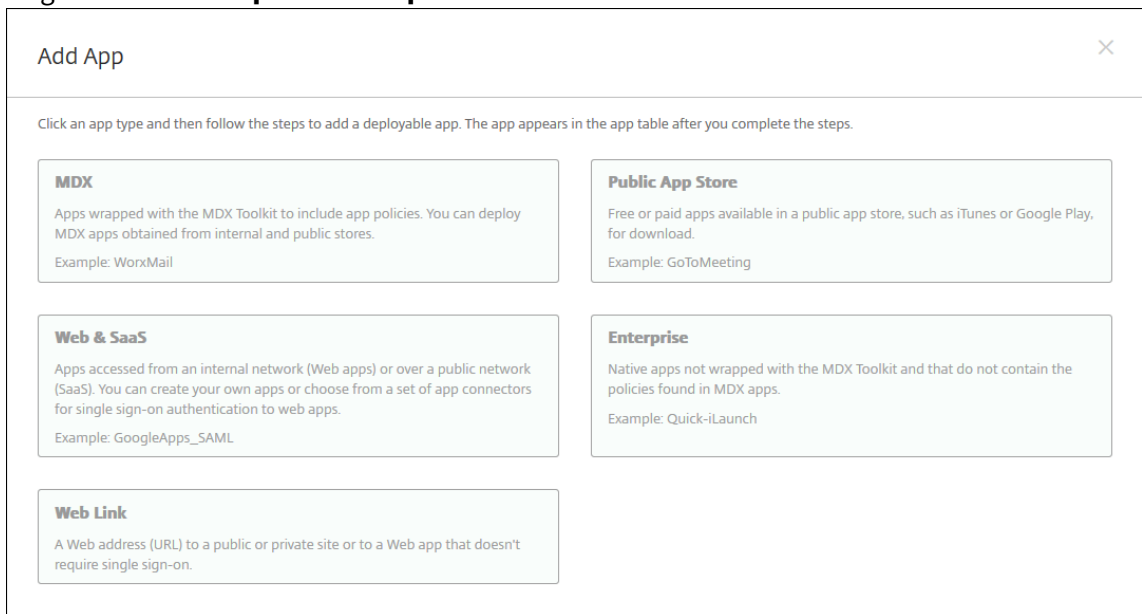 Add App
Click an app type and then follow the steps to add a deployable app. The app appears in the app table after you complete the steps.
MDX
Apps wrapped with the MDX Toolkit to include app policies. You can deploy
MDX apps obtained from internal and public stores.
Example: WorxMail
Public App Store
Free or paid apps available in a public app store, such as iTunes or Google Play,
for download.
Example: GoToMeeting
Web & SaaS
Apps accessed from an internal network (Web apps) or over a public network
(SaaS). You can create your own apps or choose from a set of app connectors
for single sign-on authentication to web apps.
Example: GoogleApps_SAML
Enterprise
Native apps not wrapped with the MDX Toolkit and that do not contain the
policies found in MDX apps.
Example: Quick-iLaunch
Web Link
A Web address (URL) to a public or private site or to a Web app that doesn't
require single sign-on.